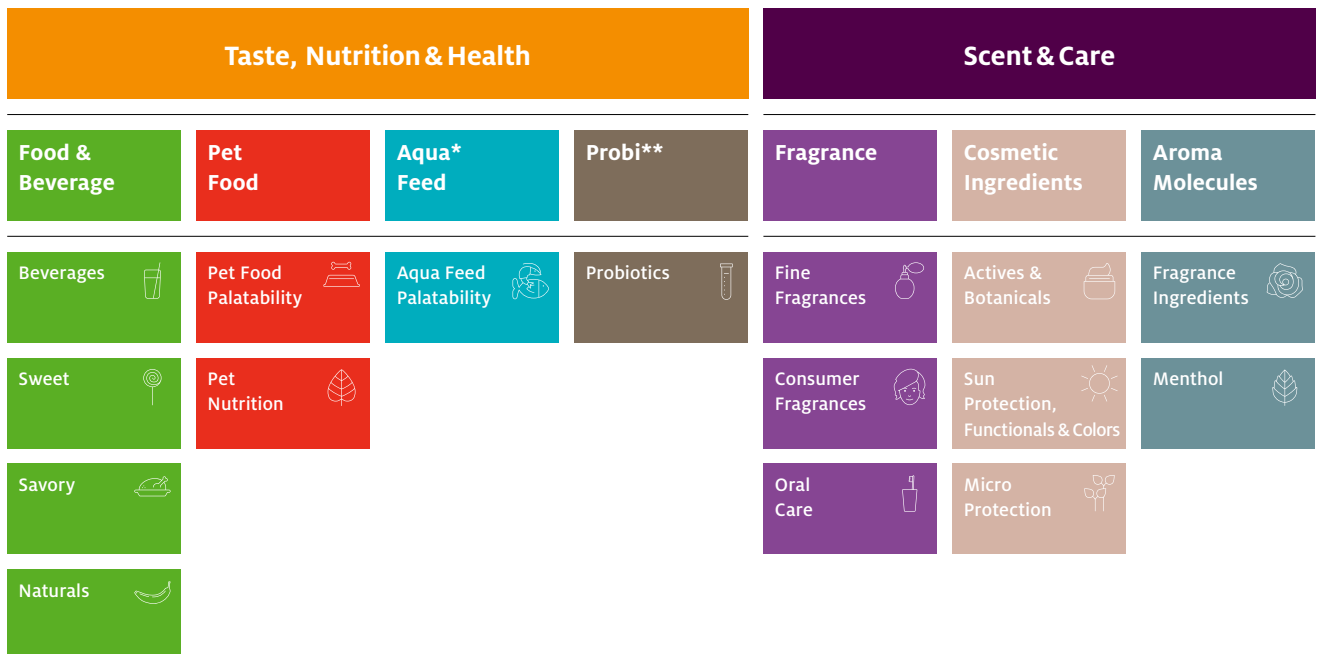 Taste, Nutrition & Health
Scent & Care
Food &
Beverage
Pet
Food
Aqua*
Feed
Probi**
Fragrance
Cosmetic
Ingredients
Aroma
Molecules
Beverages
Pet Food
Palatability
Aqua Feed
Palatability
Probiotics
Fine
Fragrances
Actives &
Botanicals
Fragrance
Ingredients
Sweet
Pet
Nutrition
Consumer
Fragrances
Sun
Protection,
Functionals & Colors
Menthol
Savory
Oral
Care
Micro
Protection
Naturals